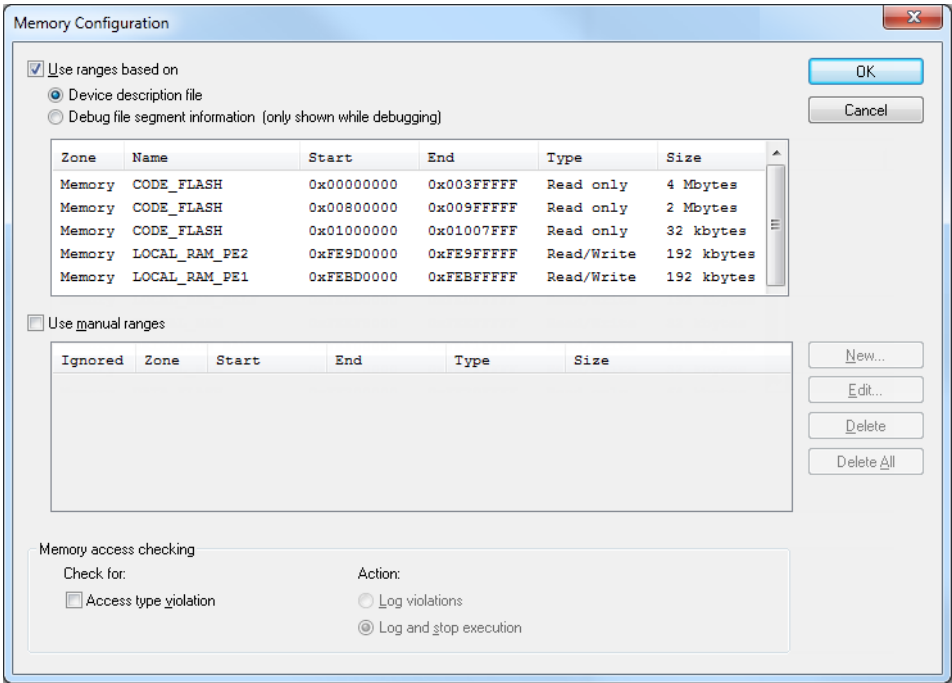 Memory Configuration
Use ranges based on
OK
Device description file
Cancel
Debug file segment information (only shown while debugging)
Zone Name Start End Type Size
Memory CODE_FLASH 0x00000000 0x003FFFFF Read only 4 Mbytes
Memory CODE_FLASH 0x00800000 0x009FFFFF Read only 2 Mbytes
Memory CODE_FLASH 0x01000000 0x01007FFF Read only 32 kbytes
Memory LOCAL_RAM_PE2 0xFE9D0000 0xFE9FFFFF Read/Write 192 kbytes
Memory LOCAL_RAM_PE1 0xFEBD0000 0xFEBFFFFF Read/Write 192 kbytes
Use manual ranges
Ignored Zone Start End Type Size
New...
Edit...
Delete
Delete All
Memory access checking
Check for: Action:
Access type violation Log violations
Log and stop execution